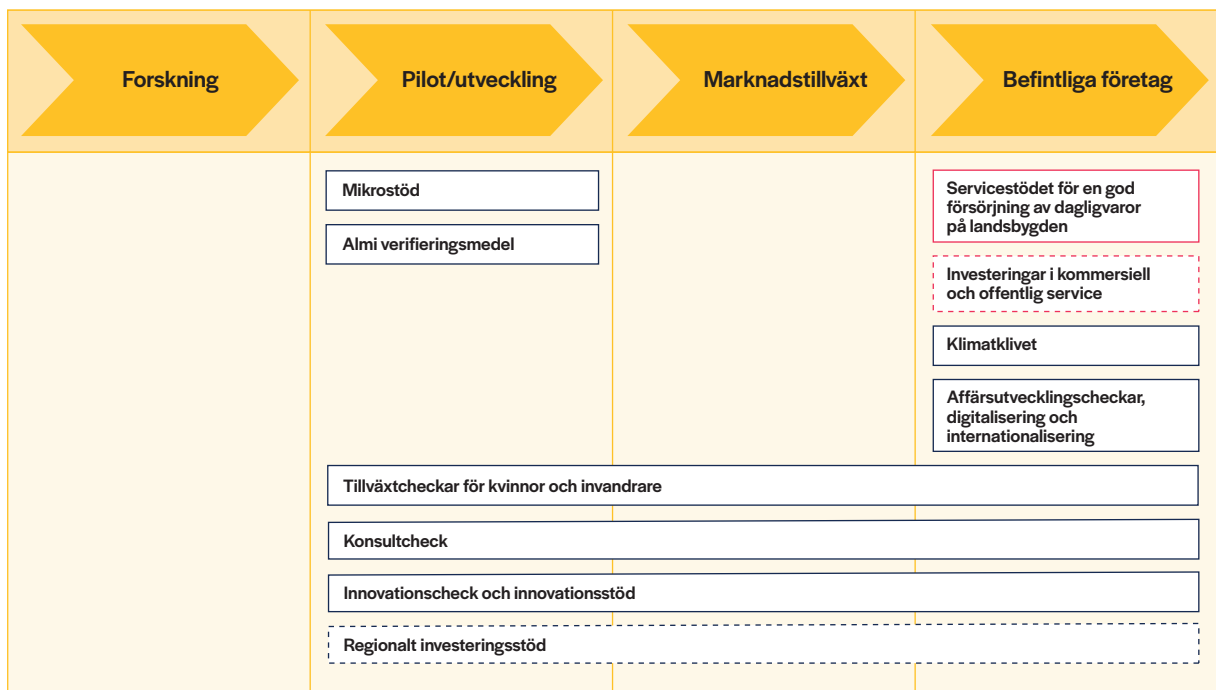 Forskning
Pilot/utveckling
Marknadstillväxt
Befintliga företag
Mikrostöd
Almi verifieringsmedel
Servicestödet för en god
försörjning av dagligvaror
på landsbygden
Investeringar i kommersiell
och offentlig service
Klimatklivet
Affärsutvecklingscheckar,
digitalisering och
internationalisering
Tillväxtcheckar för kvinnor och invandrare
Konsultcheck
Innovationscheck och innovationsstöd
Regionalt investeringsstöd